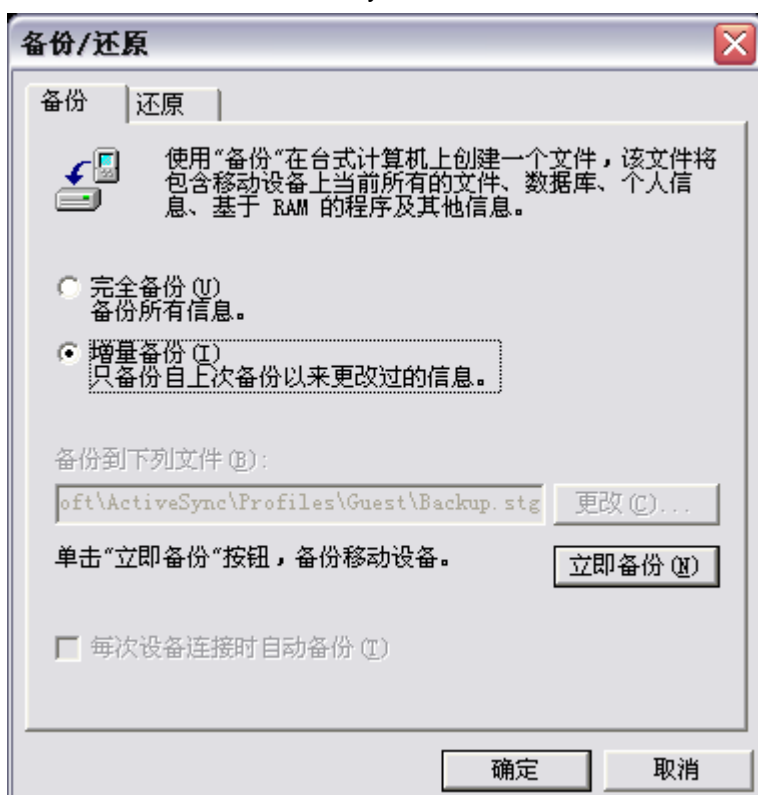 备份/还原
备份 还原
使用“备份”在台式计算机上创建一个文件，该文件将
包含移动设备上当前所有的文件、数据库、个人信
息、基于 RAM 的程序及其他信息。
完全备份(U)
备份所有信息。
增量备份(I)
只备份自上次备份以来更改过的信息。
备份到下列文件(B):
oft\ActiveSync\Profiles\Guest\Backup.stg 更改(C)...
单击“立即备份”按钮，备份移动设备。 立即备份(N)
每次设备连接时自动备份(T)
确定 取消